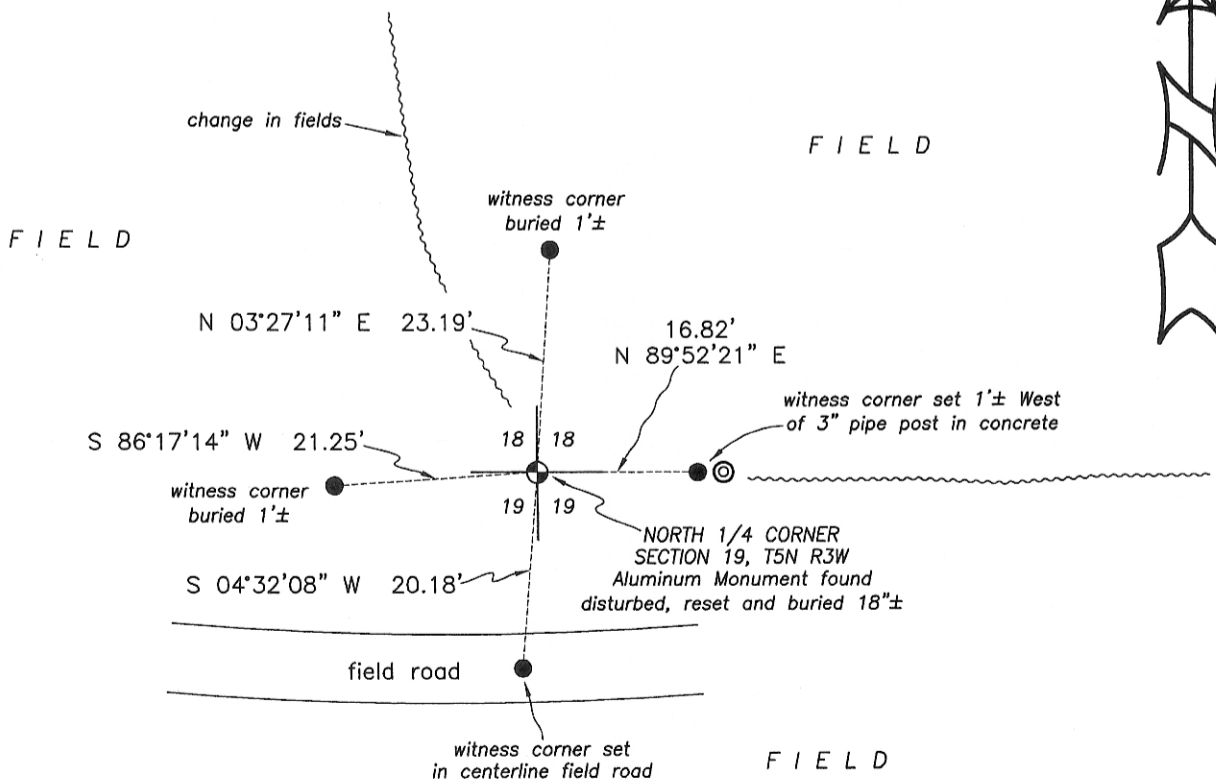 change in fields
F I E L D
witness corner
buried 1'±
F I E L D
N 03°27'11" E 23.19'
16.82'
N 89°52'21" E
witness corner set 1'± West
of 3" pipe post in concrete
S 86°17'14" W 21.25'
18 18
witness corner
buried 1'±
19 19
NORTH 1/4 CORNER
SECTION 19, T5N R3W
Aluminum Monument found
disturbed, reset and buried 18"±
S 04°32'08" W 20.18'
field road
witness corner set
in centerline field road
F I E L D